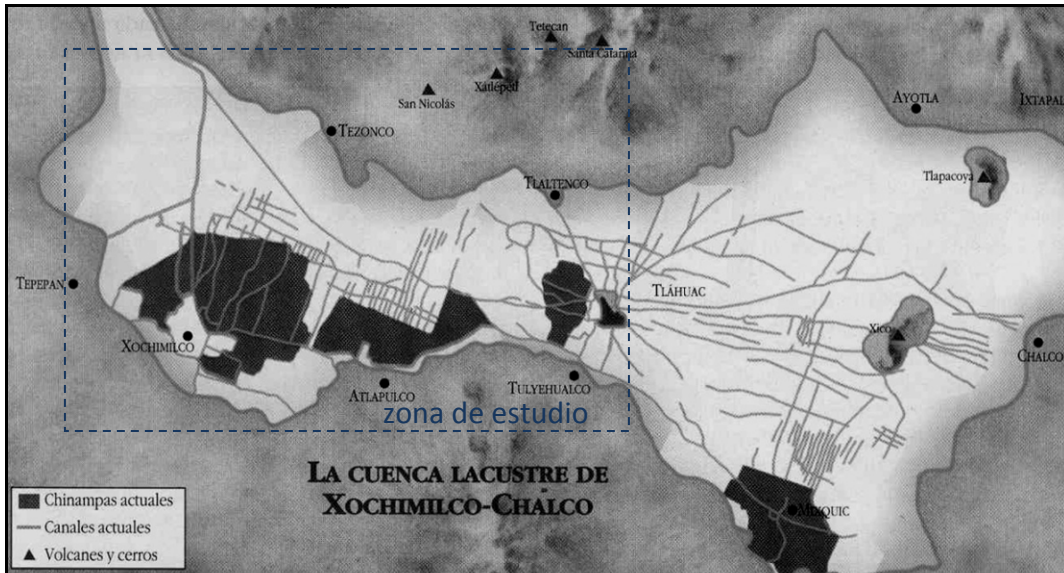 TETECAN
SANTA CATARINA
XALTEPETL
SAN NICOLÁS
AYOTLA
IXTAPAL
TEZONCO
TLAPACOYA
TLALTENCO
TEPEPAN
TLÁHUAC
XOCHIMILCO
XICO
CHALCO
ATLAPULCO
TULYEHUALCO
zona de estudio
LA CUENCA LACUSTRE DE
XOCHIMILCO-CHALCO
Chinampas actuales
Canales actuales
Volcanes y cerros
MIXQUIC